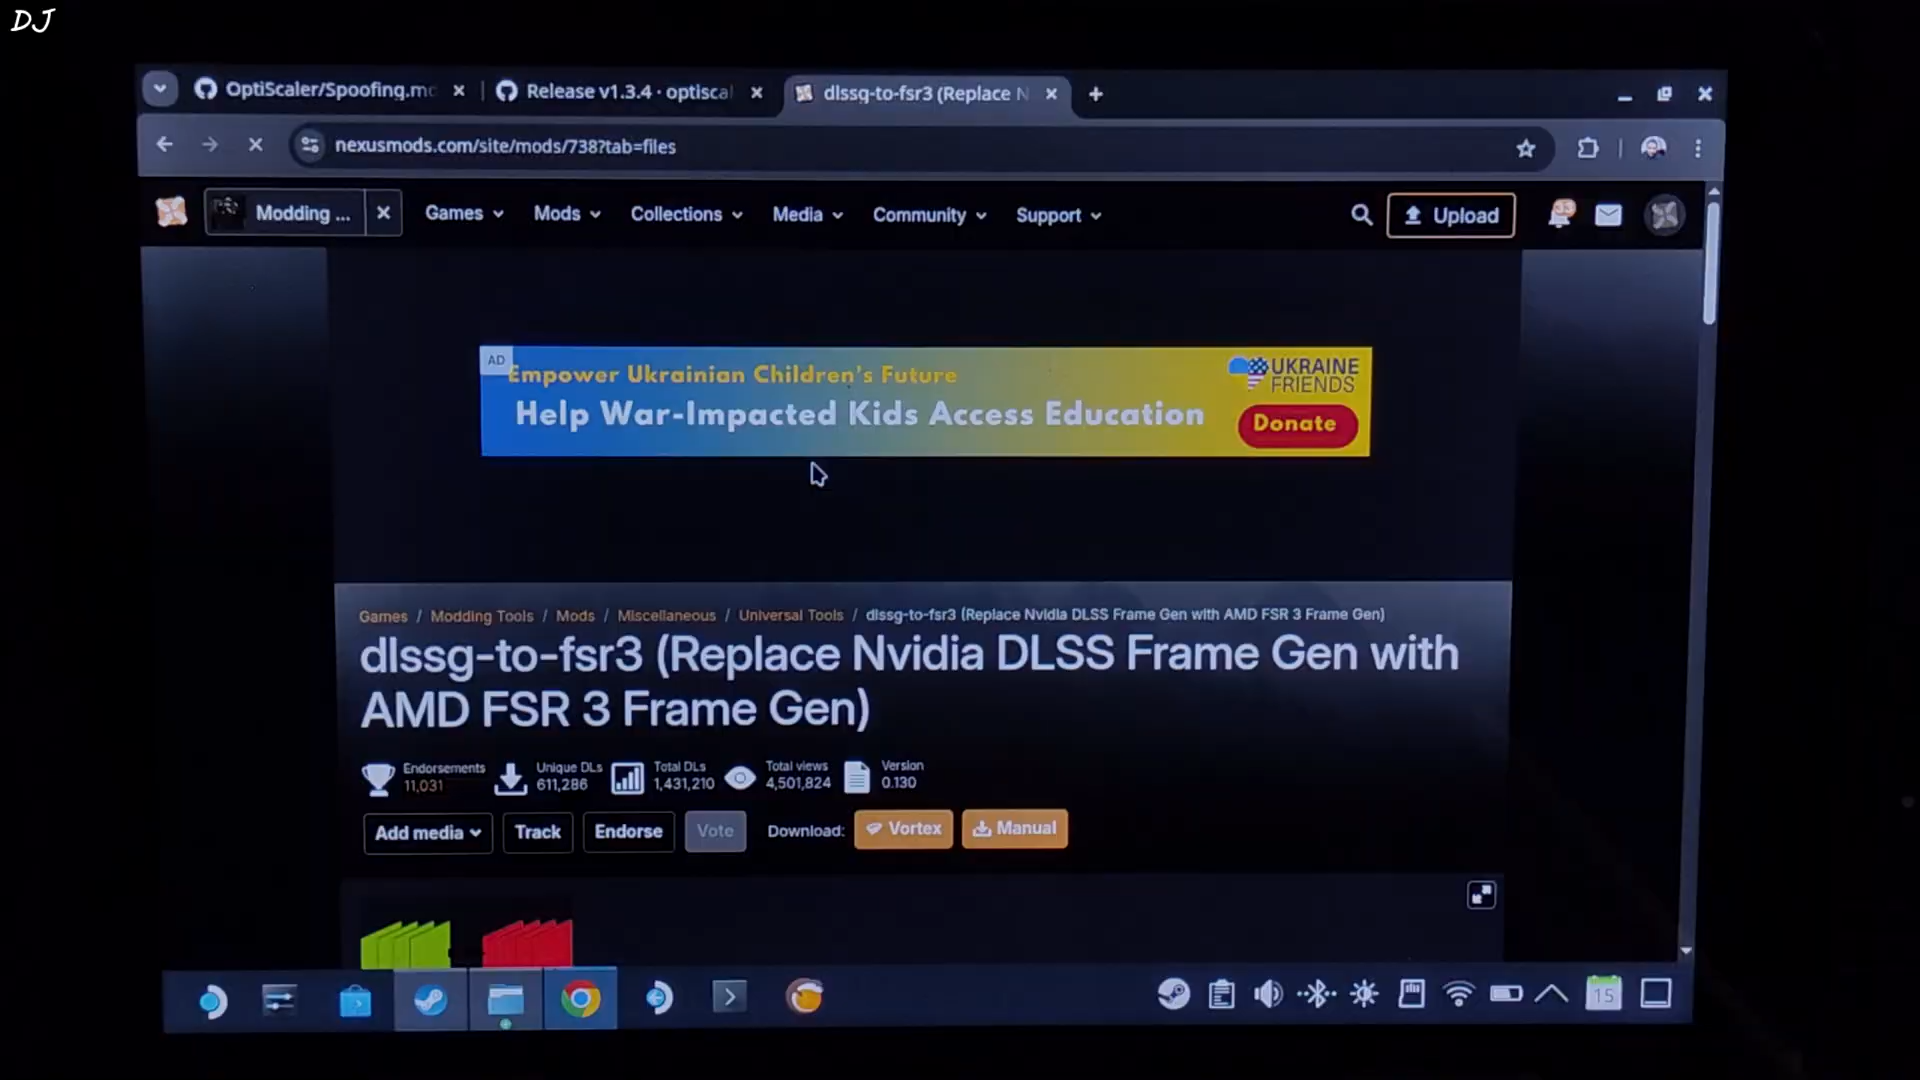 DJ
OptiScaler/Spoofing.mc
Release v1.3.4 · optiscal
dlssg-to-fsr3 (Replace N
nexusmods.com/site/mods/738?tab=files
Modding ...
Games
Mods
Collections
Media
Community
Support
Upload
AD
Empower Ukrainian Children's Future
Help War-Impacted Kids Access Education
UKRAINE
FRIENDS
Donate
Games / Modding Tools / Mods / Miscellaneous / Universal Tools / dlssg-to-fsr3 (Replace Nvidia DLSS Frame Gen with AMD FSR 3 Frame Gen)
dlssg-to-fsr3 (Replace Nvidia DLSS Frame Gen with
AMD FSR 3 Frame Gen)
Endorsements
11,031
Unique DLs
611,286
Total DLs
1,431,210
Total views
4,501,824
Version
0.130
Add media
Track
Endorse
Vote
Download:
Vortex
Manual
15